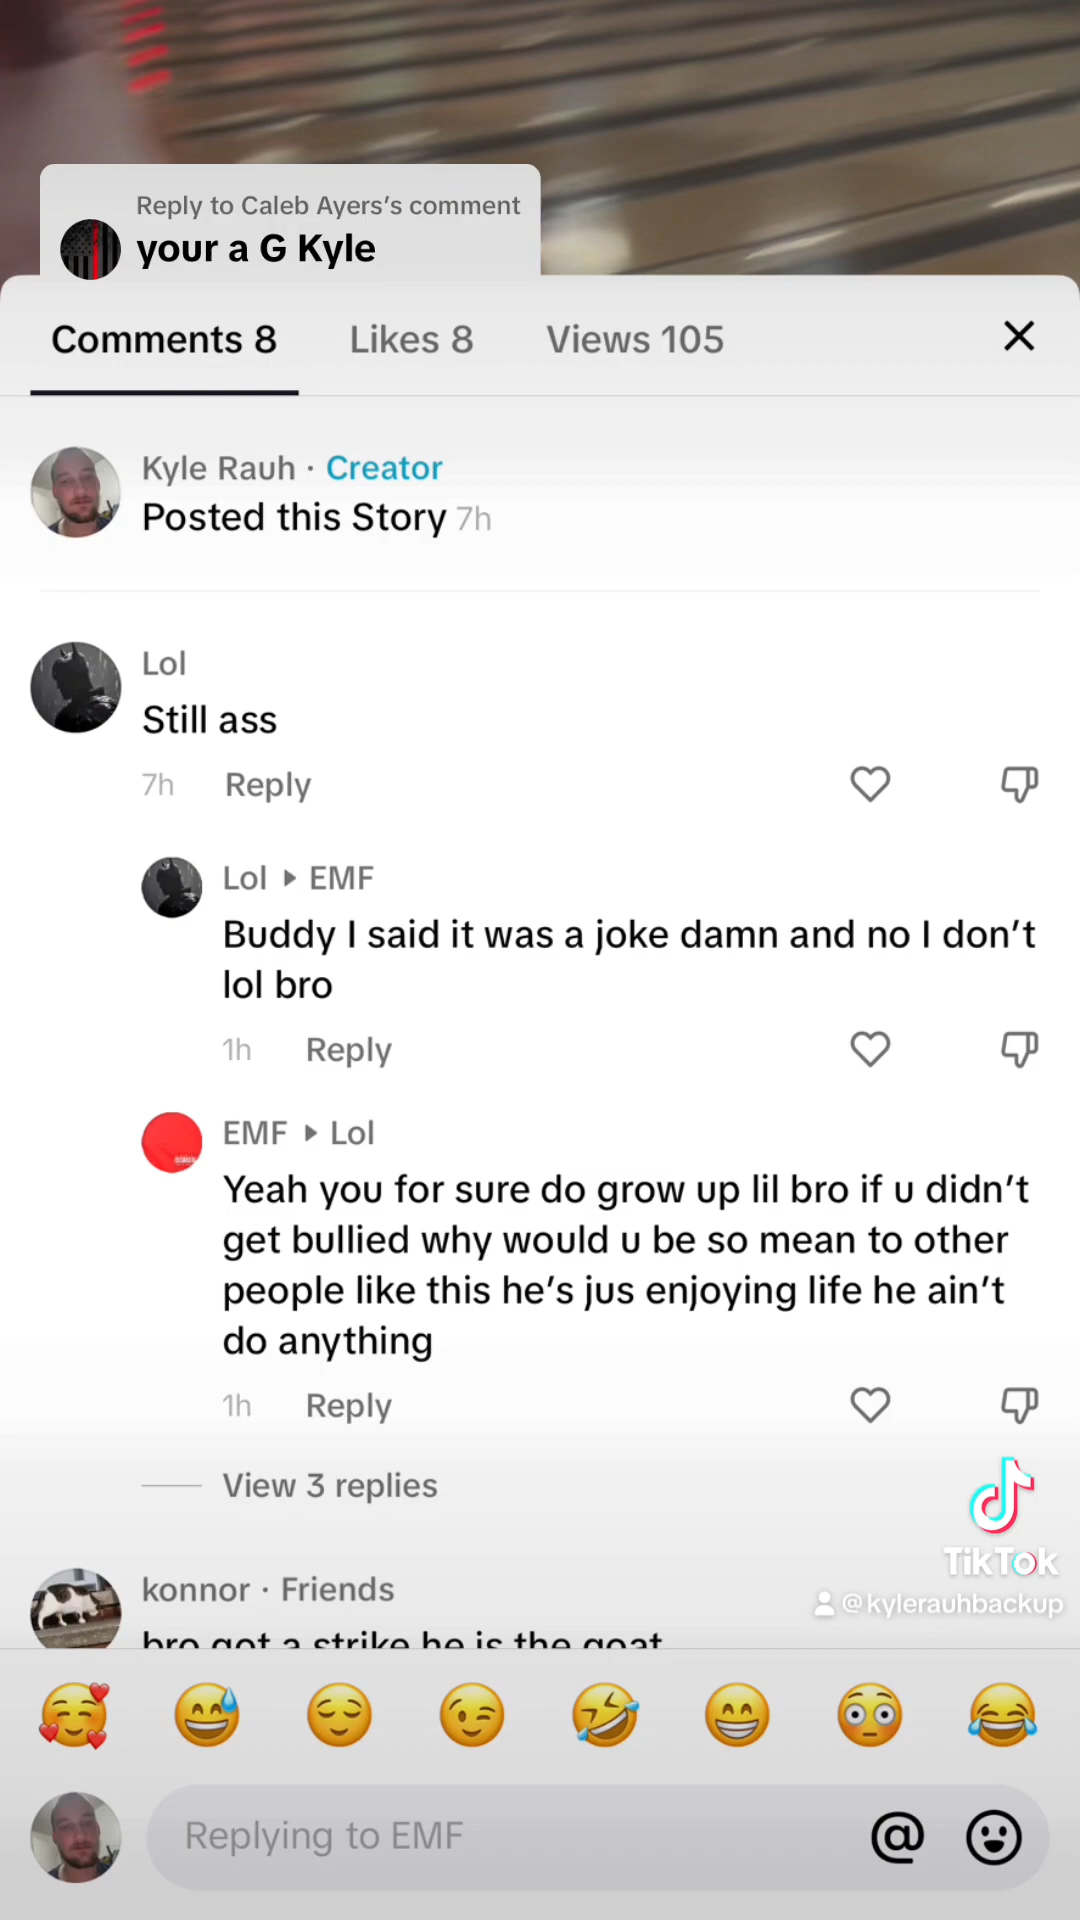 Reply to Caleb Ayers's comment
your a G Kyle
Comments 8
Likes 8
Views 105
Kyle Rauh · Creator
Posted this Story 7h
Lol
Still ass
7h Reply
Lol ▸ EMF
Buddy I said it was a joke damn and no I don't
lol bro
1h Reply
EMF ▸ Lol
Yeah you for sure do grow up lil bro if u didn't
get bullied why would u be so mean to other
people like this he's jus enjoying life he ain't
do anything
1h Reply
View 3 replies
TikTok
@kylerauhbackup
konnor · Friends
bro got a strike he is the goat
Replying to EMF
@